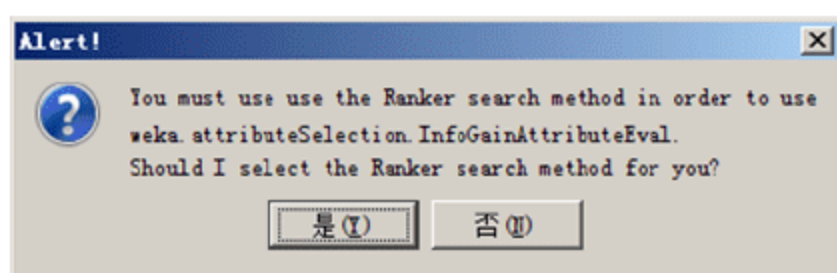 Alert!
You must use use the Ranker search method in order to use
weka.attributeSelection.InfoGainAttributeEval.
Should I select the Ranker search method for you?
是(Y) 否(N)